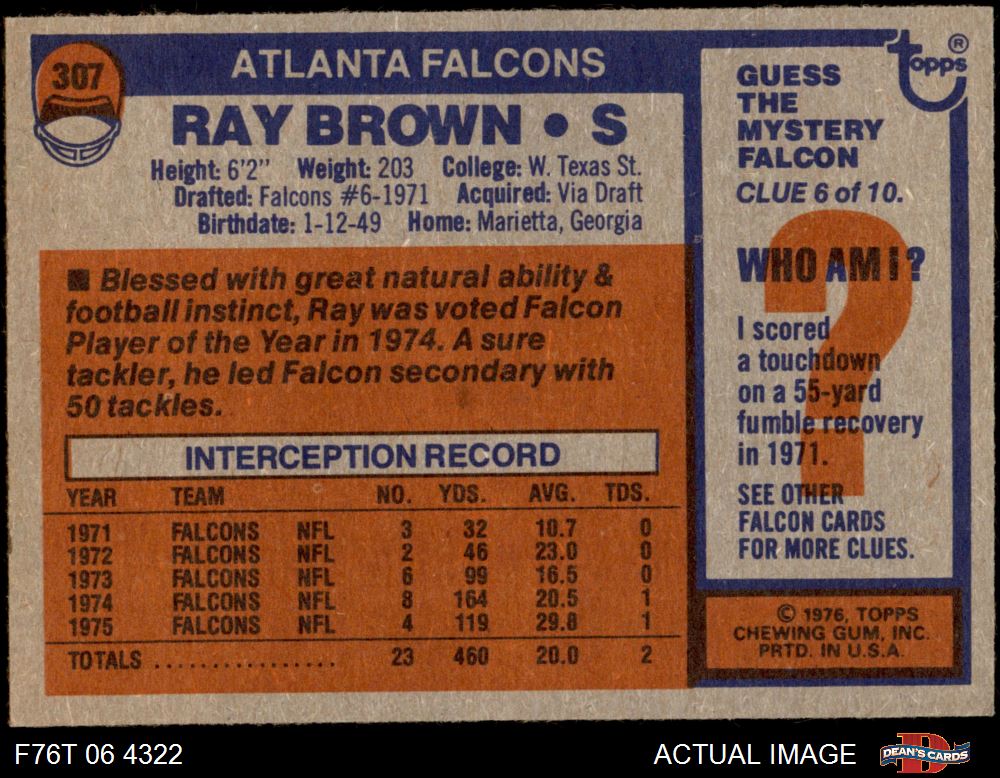 307
ATLANTA FALCONS
RAY BROWN • S
Height: 6'2" Weight: 203 College: W. Texas St.
Drafted: Falcons #6-1971 Acquired: Via Draft
Birthdate: 1-12-49 Home: Marietta, Georgia
■ Blessed with great natural ability &
football instinct, Ray was voted Falcon
Player of the Year in 1974. A sure
tackler, he led Falcon secondary with
50 tackles.
INTERCEPTION RECORD
YEAR TEAM NO. YDS. AVG. TDS.
1971 FALCONS NFL 3 32 10.7 0
1972 FALCONS NFL 2 46 23.0 0
1973 FALCONS NFL 6 99 16.5 0
1974 FALCONS NFL 8 164 20.5 1
1975 FALCONS NFL 4 119 29.8 1
TOTALS ................. 23 460 20.0 2
topps ®
GUESS
THE
MYSTERY
FALCON
CLUE 6 of 10.
WHO AM I?
I scored
a touchdown
on a 55-yard
fumble recovery
in 1971.
SEE OTHER
FALCON CARDS
FOR MORE CLUES.
© 1976, TOPPS
CHEWING GUM, INC.
PRTD. IN U.S.A.
F76T 06 4322
ACTUAL IMAGE
DEAN'S CARDS